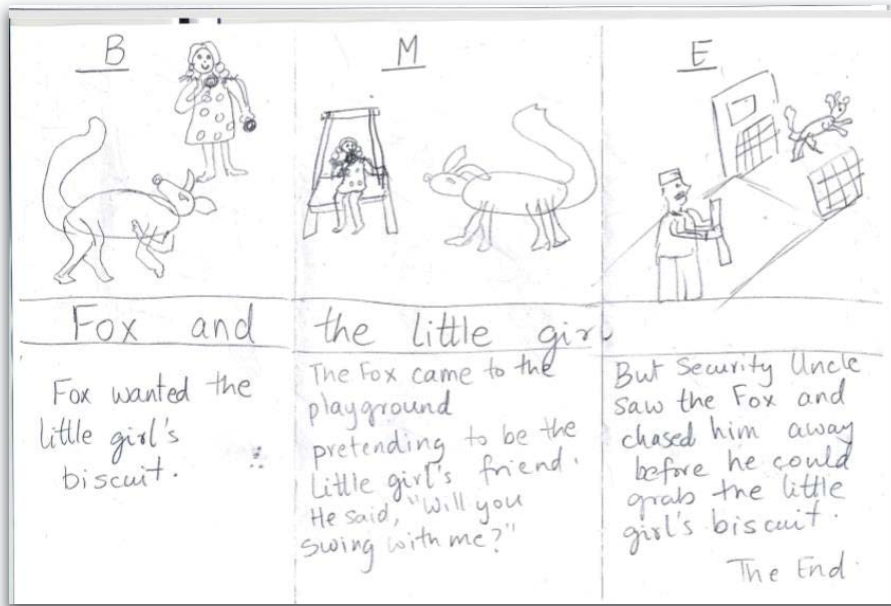 B
M
E
Fox and the little girl
Fox wanted the
little girl's
biscuit.
The Fox came to the
playground
pretending to be the
little girl's friend.
He said, "Will you
swing with me?"
But Security Uncle
saw the Fox and
chased him away
before he could
grab the little
girl's biscuit.
The End.